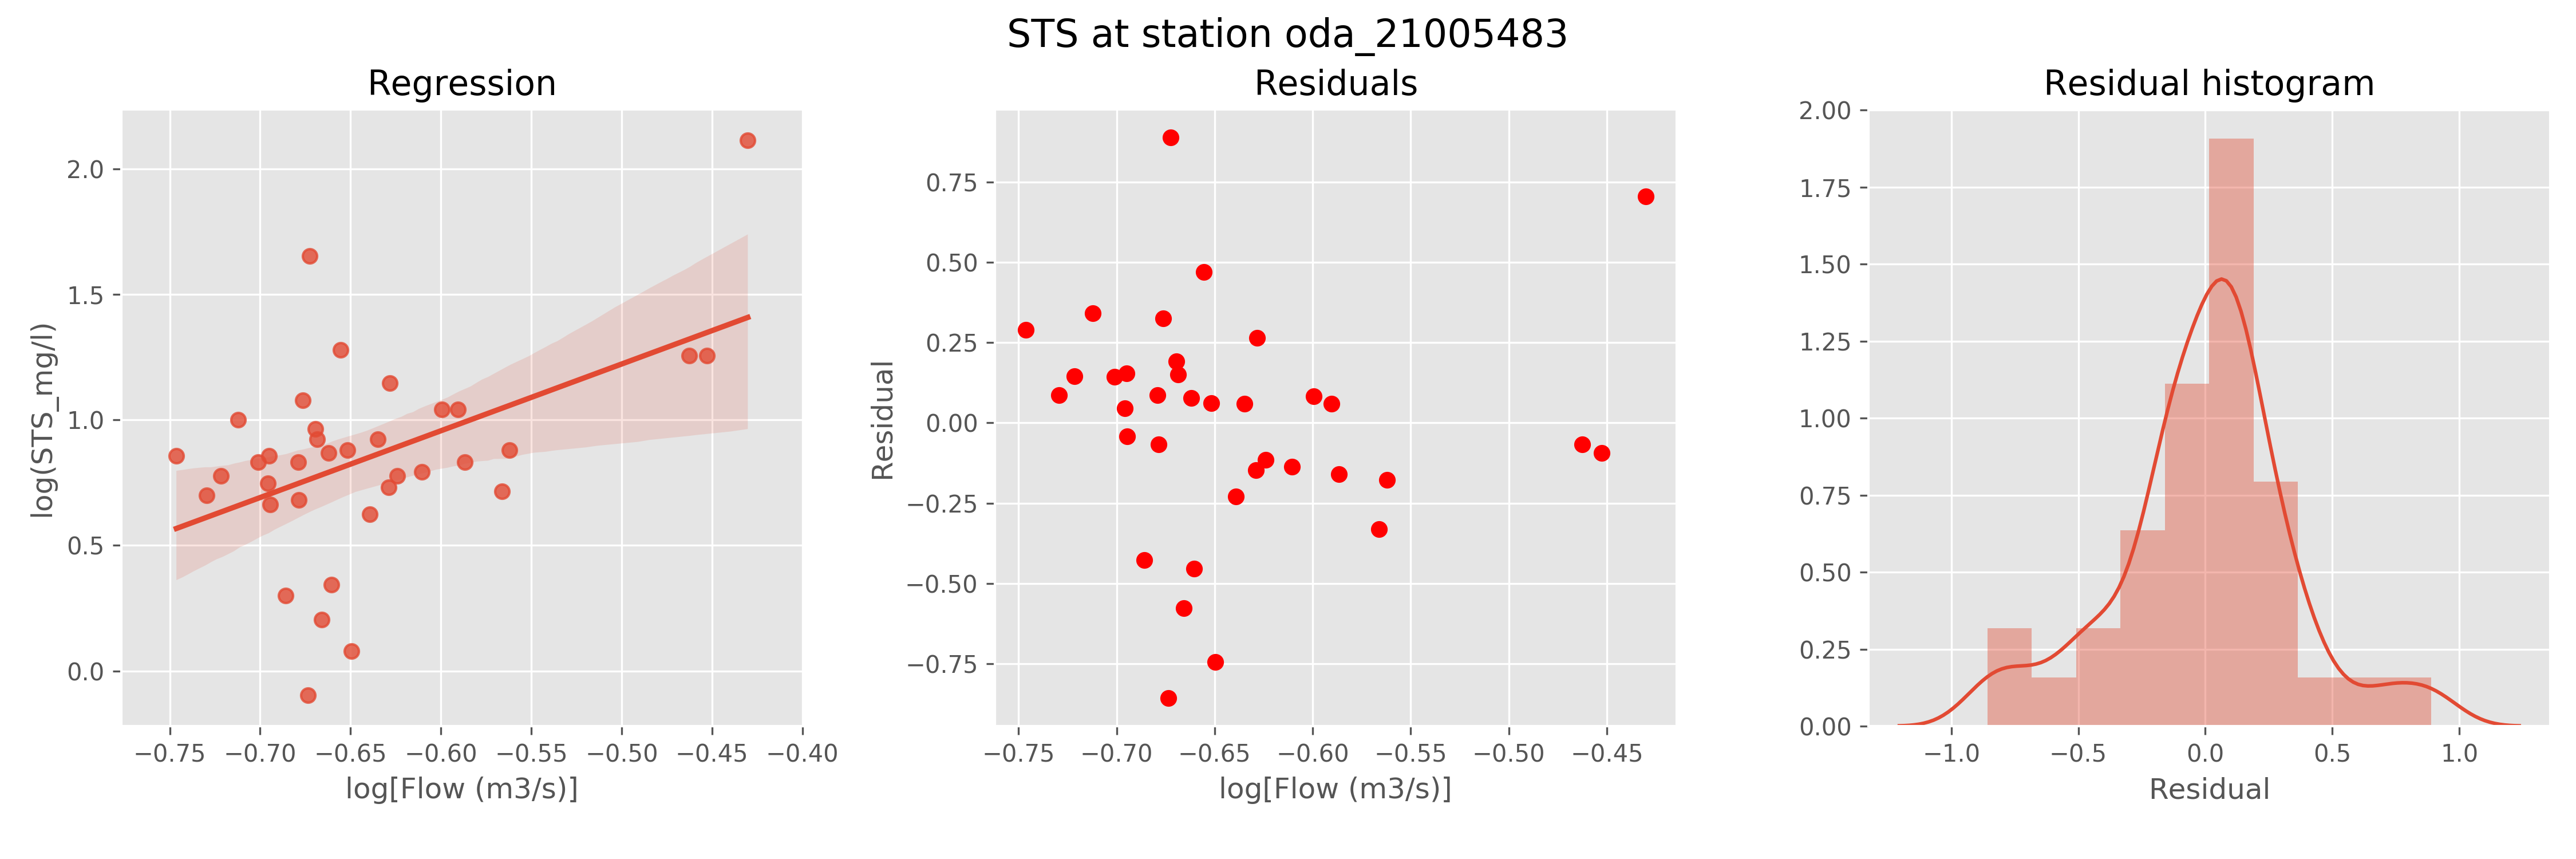 STS at station oda_21005483
Regression
2.0
1.5
1.0
0.5
0.0
log(STS_mg/l)
−0.75 −0.70 −0.65 −0.60 −0.55 −0.50 −0.45 −0.40
log[Flow (m3/s)]
Residuals
0.75
0.50
0.25
0.00
−0.25
−0.50
−0.75
Residual
−0.75 −0.70 −0.65 −0.60 −0.55 −0.50 −0.45
log[Flow (m3/s)]
Residual histogram
2.00
1.75
1.50
1.25
1.00
0.75
0.50
0.25
0.00
−1.0 −0.5 0.0 0.5 1.0
Residual